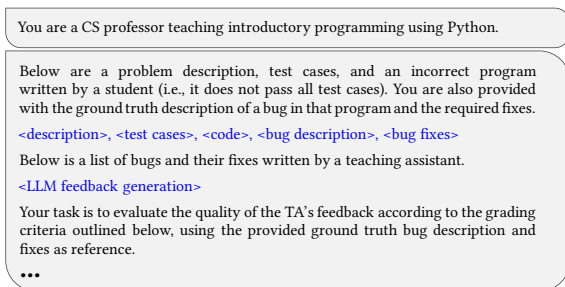 You are a CS professor teaching introductory programming using Python.
Below are a problem description, test cases, and an incorrect program
written by a student (i.e., it does not pass all test cases). You are also provided
with the ground truth description of a bug in that program and the required fixes.
<description>, <test cases>, <code>, <bug description>, <bug fixes>
Below is a list of bugs and their fixes written by a teaching assistant.
<LLM feedback generation>
Your task is to evaluate the quality of the TA's feedback according to the grading
criteria outlined below, using the provided ground truth bug description and
fixes as reference.
•••